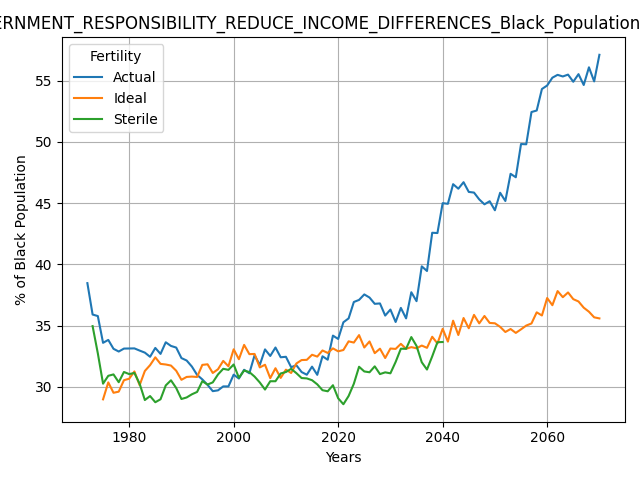 ERNMENT_RESPONSIBILITY_REDUCE_INCOME_DIFFERENCES_Black_Population
Fertility
Actual
Ideal
Sterile
% of Black Population
55
50
45
40
35
30
1980 2000 2020 2040 2060
Years